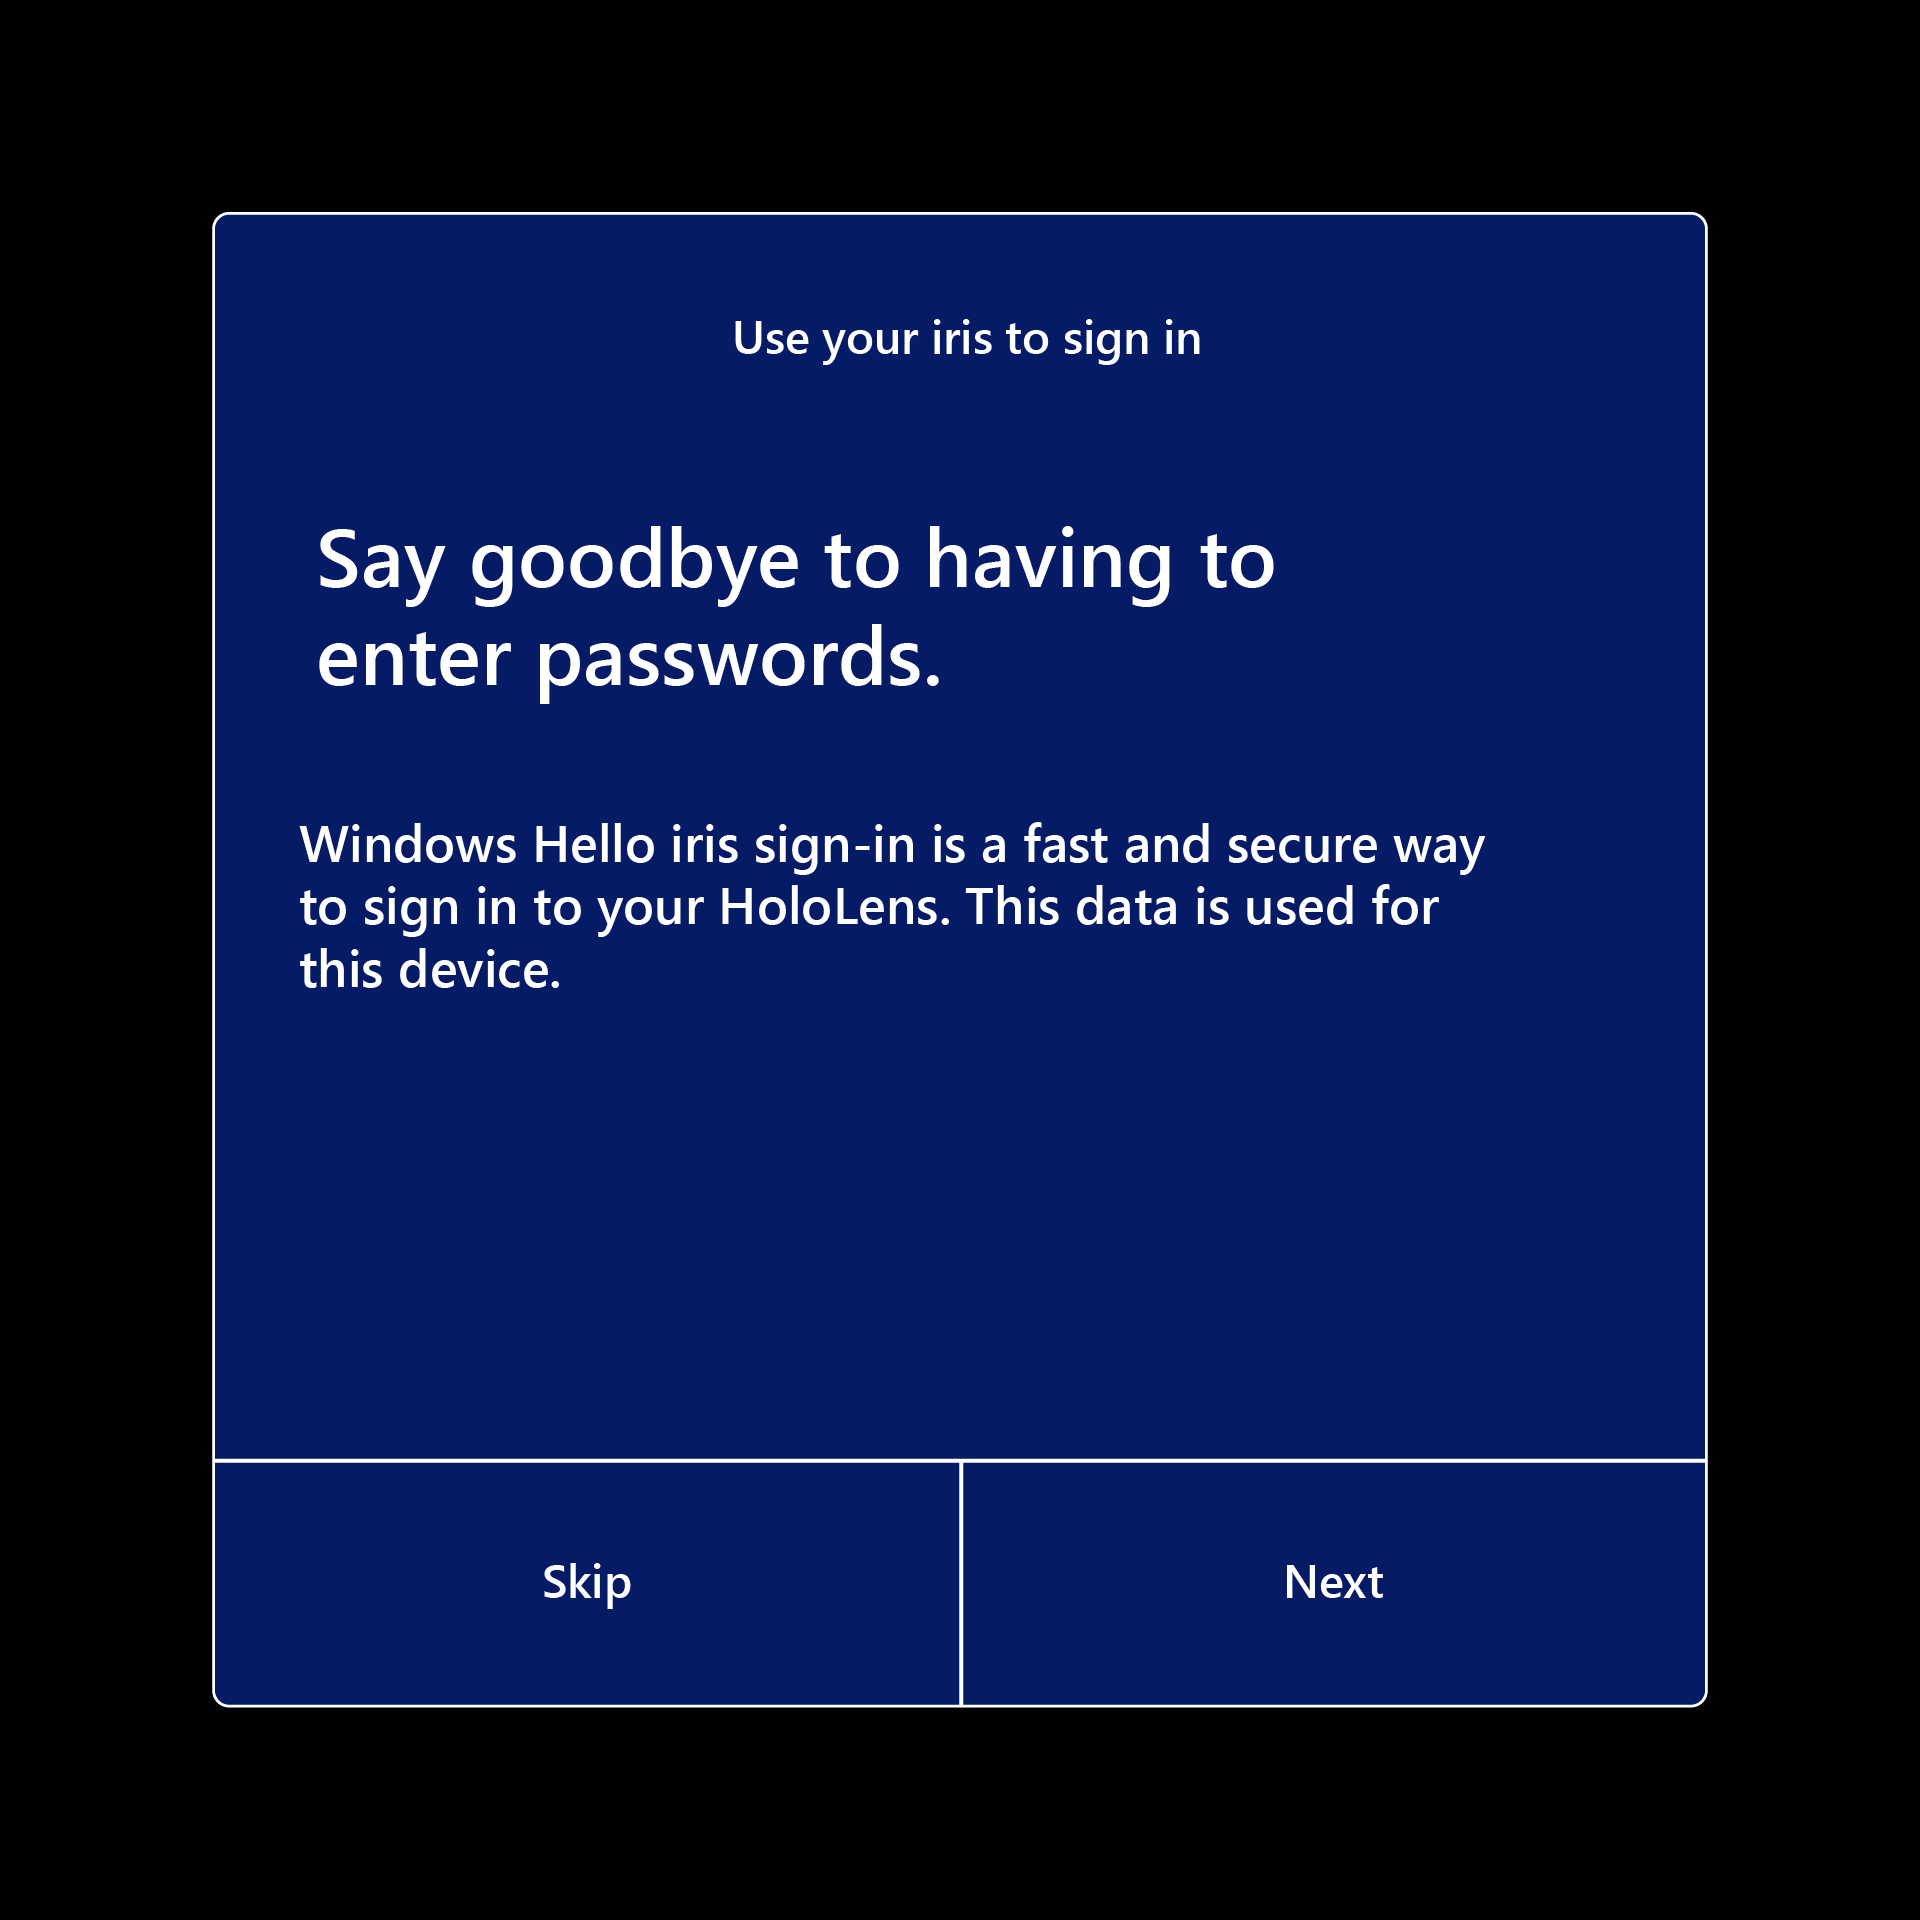 Use your iris to sign in
Say goodbye to having to
enter passwords.
Windows Hello iris sign-in is a fast and secure way
to sign in to your HoloLens. This data is used for
this device.
Skip
Next